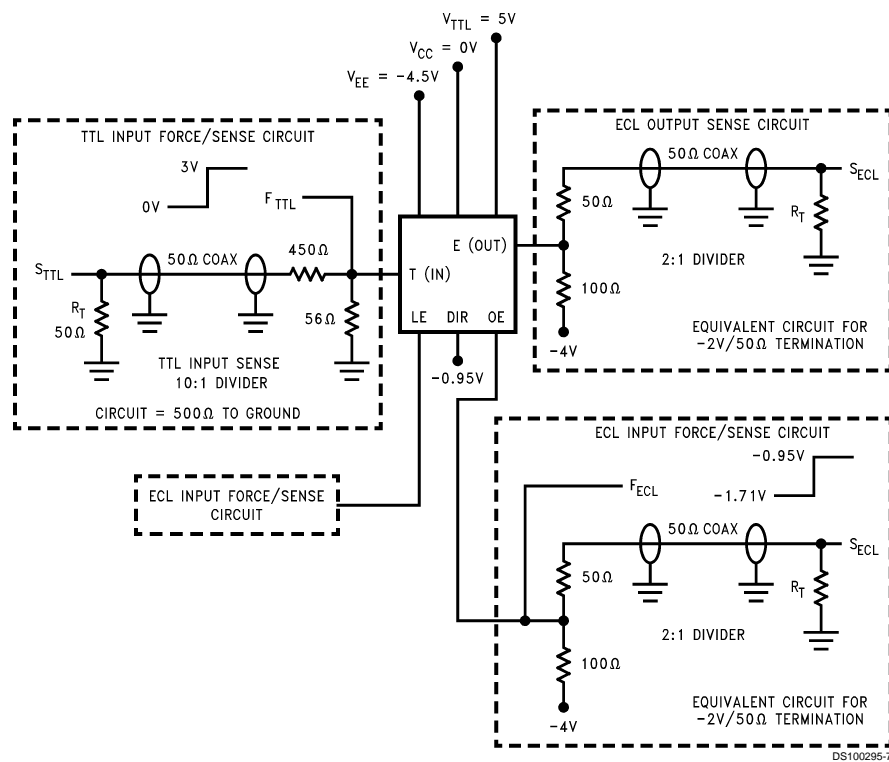 V_TTL = 5V
V_CC = 0V
V_EE = -4.5V
TTL INPUT FORCE/SENSE CIRCUIT
3V
0V
F_TTL
S_TTL
50Ω COAX
450Ω
R_T
50Ω
56Ω
TTL INPUT SENSE
10:1 DIVIDER
CIRCUIT = 500Ω TO GROUND
E (OUT)
T (IN)
LE DIR OE
-0.95V
ECL OUTPUT SENSE CIRCUIT
50Ω COAX
S_ECL
50Ω
R_T
2:1 DIVIDER
100Ω
-4V
EQUIVALENT CIRCUIT FOR
-2V/50Ω TERMINATION
ECL INPUT FORCE/SENSE
CIRCUIT
ECL INPUT FORCE/SENSE CIRCUIT
-0.95V
-1.71V
F_ECL
50Ω COAX
S_ECL
50Ω
R_T
2:1 DIVIDER
100Ω
-4V
EQUIVALENT CIRCUIT FOR
-2V/50Ω TERMINATION
DS100295-7